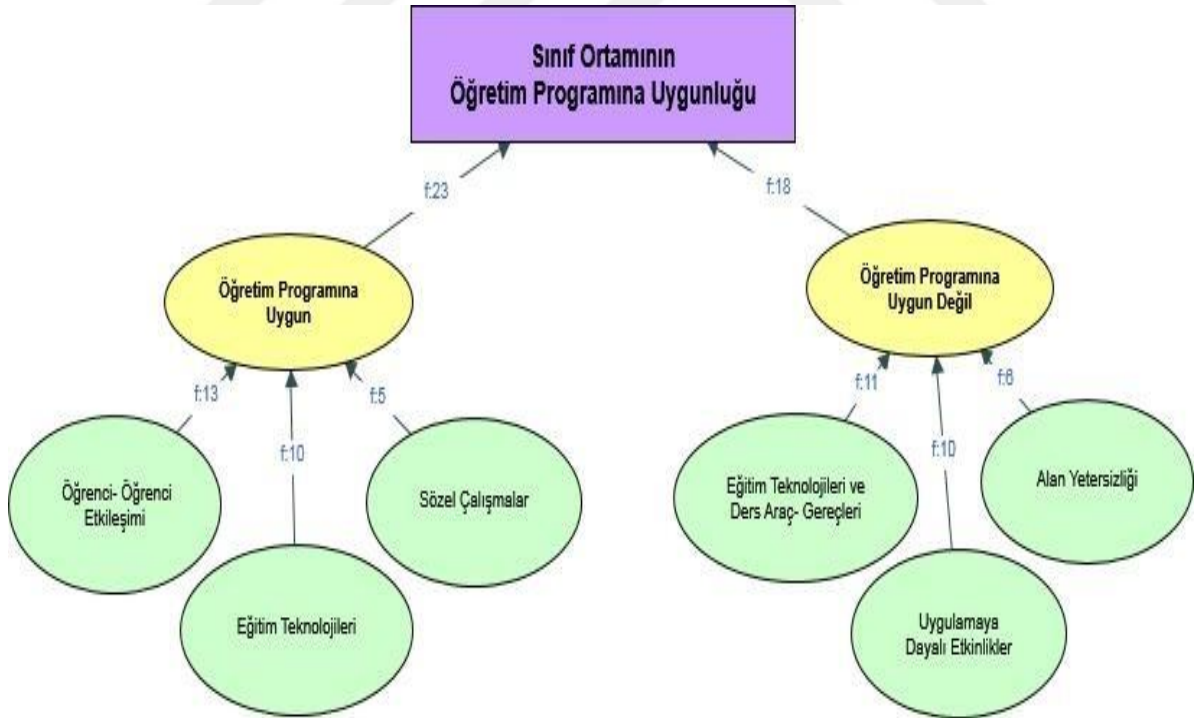 Sınıf Ortamının
Öğretim Programına Uygunluğu
f:23
f:18
Öğretim Programına
Uygun
Öğretim Programına
Uygun Değil
f:13
f:10
f:5
f:11
f:10
f:6
Öğrenci- Öğrenci
Etkileşimi
Eğitim Teknolojileri
Sözel Çalışmalar
Eğitim Teknolojileri ve
Ders Araç- Gereçleri
Uygulamaya
Dayalı Etkinlikler
Alan Yetersizliği